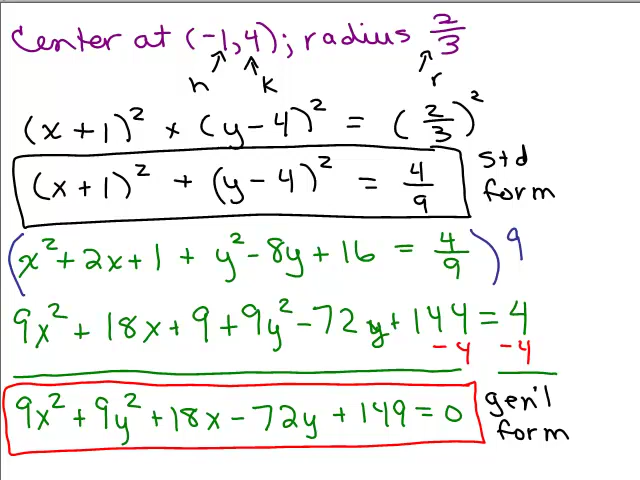 Center at (-1, 4); radius 2/3
h k r
(x + 1)² × (y - 4)² = (2/3)²
(x + 1)² + (y - 4)² = 4/9 std form
(x² + 2x + 1 + y² - 8y + 16 = 4/9) 9
9x² + 18x + 9 + 9y² - 72y + 144 = 4
-4 -4
9x² + 9y² + 18x - 72y + 149 = 0 gen'l form